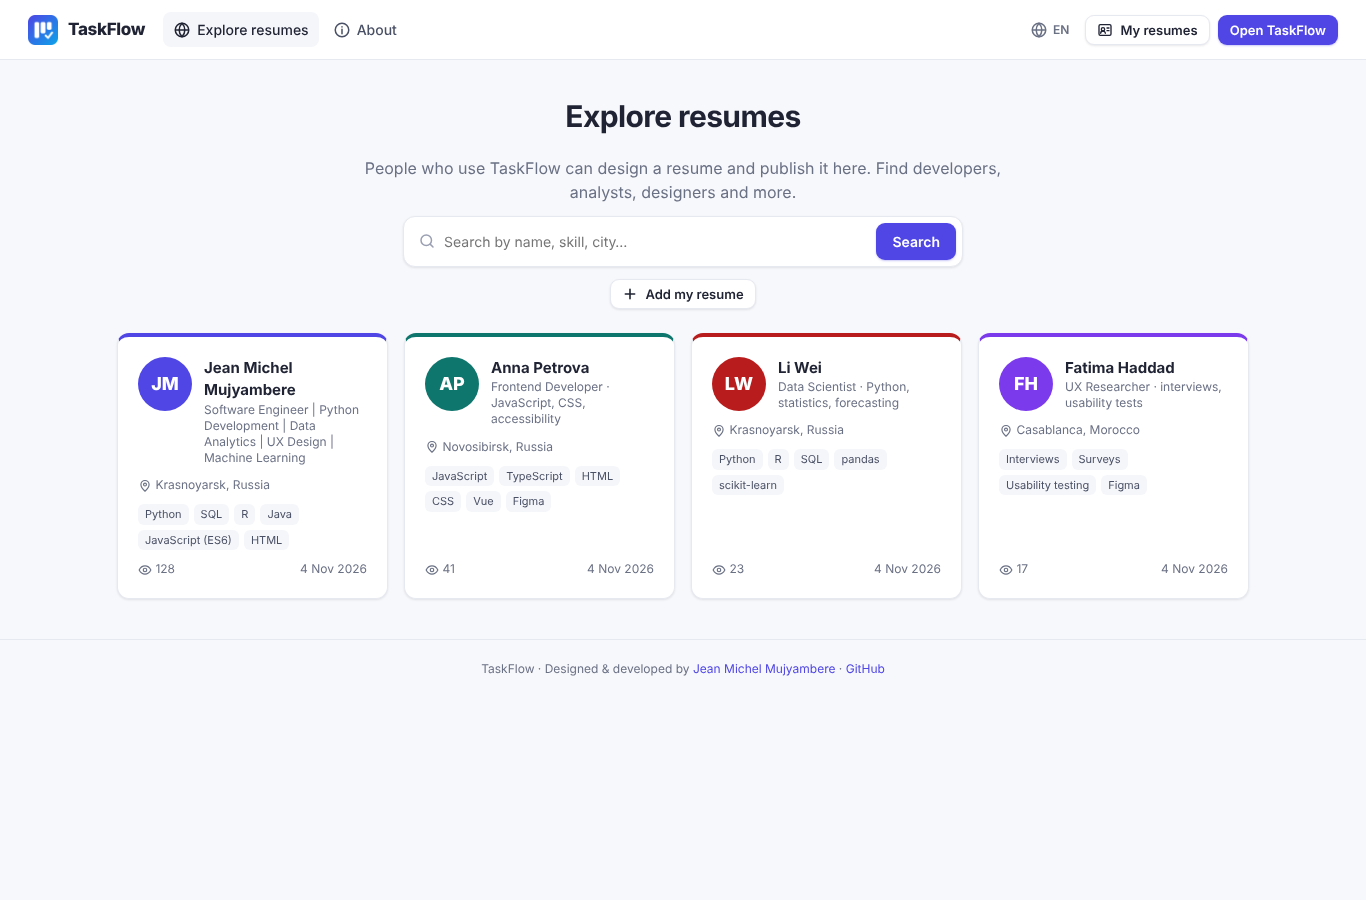 TaskFlow
Explore resumes
About
EN
My resumes
Open TaskFlow
Explore resumes
People who use TaskFlow can design a resume and publish it here. Find developers,
analysts, designers and more.
Search by name, skill, city...
Search
Add my resume
JM
Jean Michel
Mujyambere
Software Engineer | Python
Development | Data
Analytics | UX Design |
Machine Learning
Krasnoyarsk, Russia
Python SQL R Java
JavaScript (ES6) HTML
128 4 Nov 2026
AP
Anna Petrova
Frontend Developer ·
JavaScript, CSS,
accessibility
Novosibirsk, Russia
JavaScript TypeScript HTML
CSS Vue Figma
41 4 Nov 2026
LW
Li Wei
Data Scientist · Python,
statistics, forecasting
Krasnoyarsk, Russia
Python R SQL pandas
scikit-learn
23 4 Nov 2026
FH
Fatima Haddad
UX Researcher · interviews,
usability tests
Casablanca, Morocco
Interviews Surveys
Usability testing Figma
17 4 Nov 2026
TaskFlow · Designed & developed by Jean Michel Mujyambere · GitHub